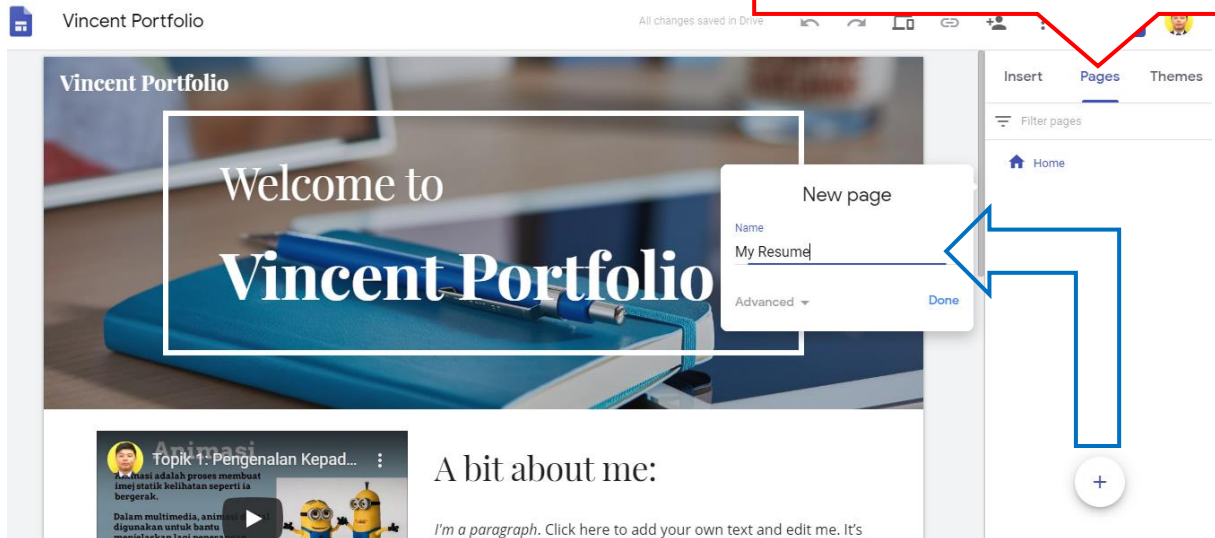 Vincent Portfolio
All changes saved in Drive
Vincent Portfolio
Insert Pages Themes
Filter pages
Home
Welcome to
Vincent Portfolio
New page
Name
My Resume
Advanced
Done
Animasi
Topik 1: Pengenalan Kepad...
Animasi adalah proses membuat
imej statik kelihatan seperti ia
bergerak.
Dalam multimedia, animasi
digunakan untuk bantu
A bit about me:
I'm a paragraph. Click here to add your own text and edit me. It's